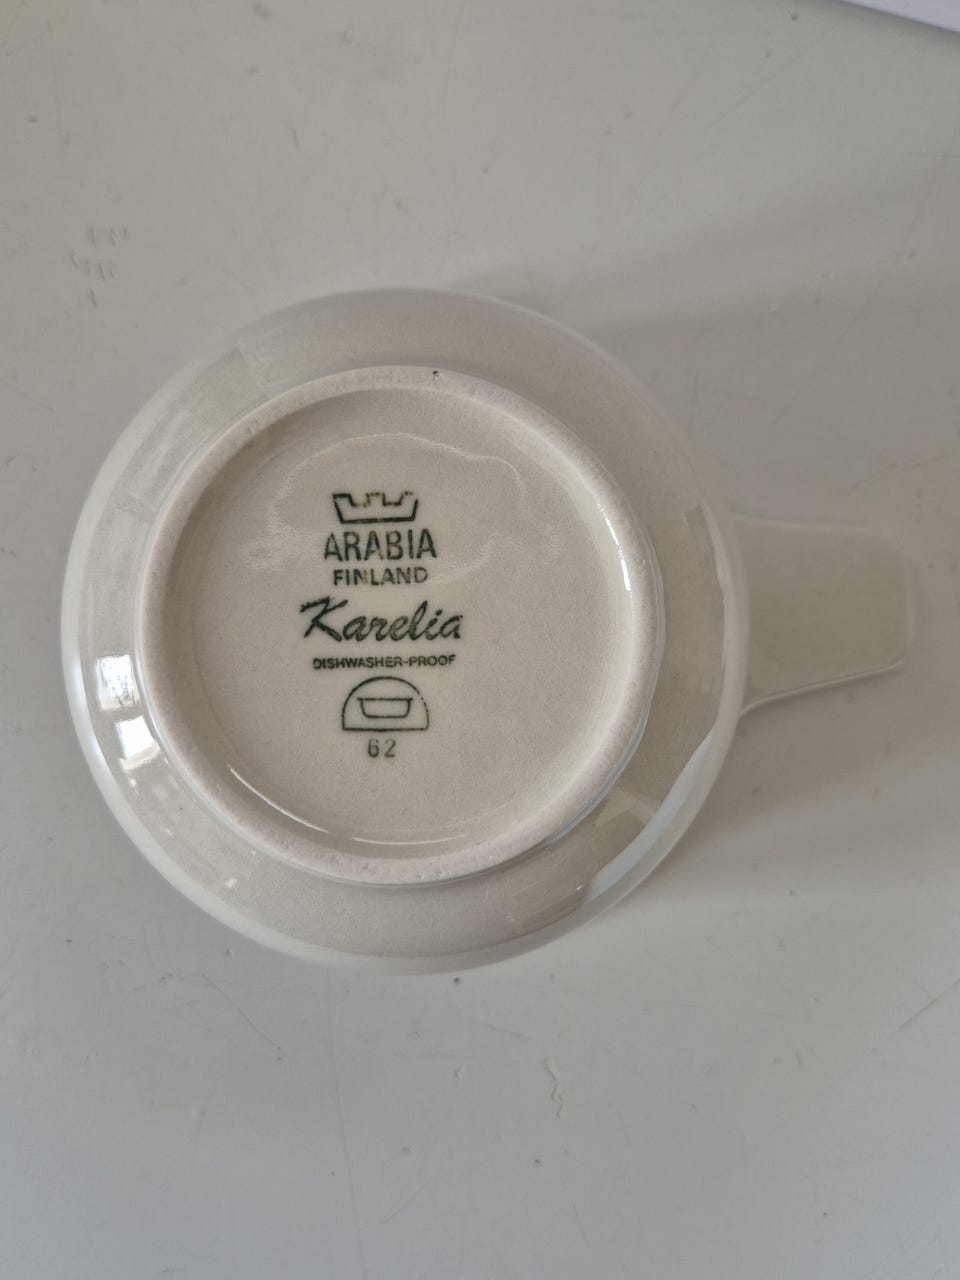 ARABIA
FINLAND
Karelia
DISHWASHER-PROOF
62